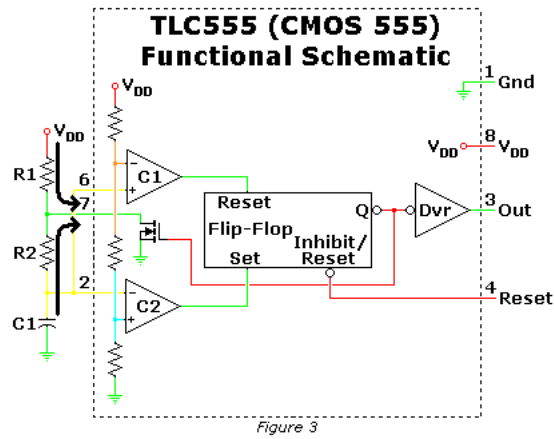 TLC555 (CMOS 555)
Functional Schematic
1 Gnd
VDD
VDD
8
VDD VDD
R1
6
C1
Reset
7
Q
Dvr
3
Out
Flip-Flop
Inhibit/
Reset
R2
Set
2
C2
4
Reset
C1
Figure 3